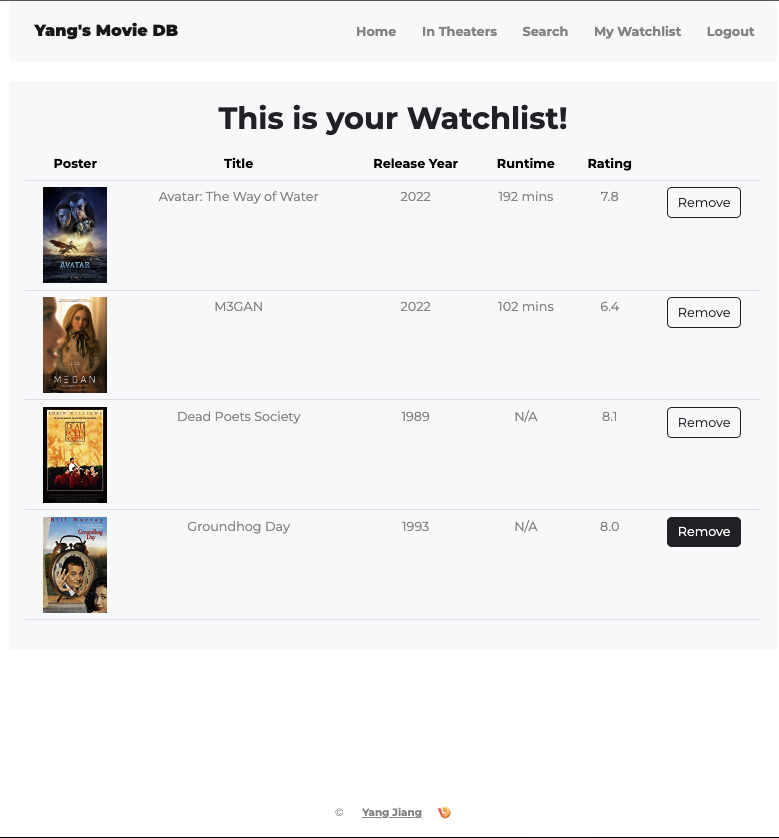 Yang's Movie DB Home In Theaters Search My Watchlist Logout
This is your Watchlist!
Poster Title Release Year Runtime Rating
Avatar: The Way of Water 2022 192 mins 7.8 Remove
AVATAR
M3GAN 2022 102 mins 6.4 Remove
M3GAN
Dead Poets Society 1989 N/A 8.1 Remove
ROBIN WILLIAMS
DEAD
POETS
SOCIETY
Groundhog Day 1993 N/A 8.0 Remove
Bill Murray
Groundhog
Day
© Yang Jiang